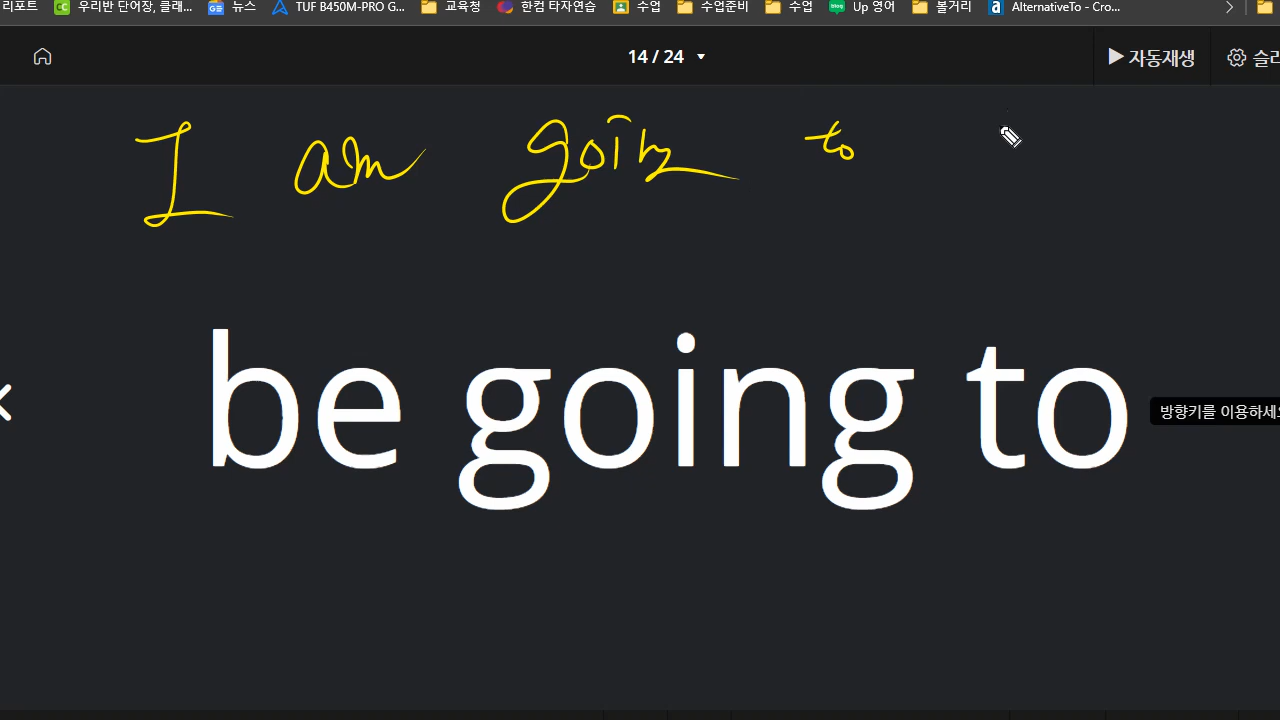 리포트 우리반 단어장, 클래... 뉴스 TUF B450M-PRO G... 교육청 한컴 타자연습 수업 수업준비 수업 Up 영어 볼거리 AlternativeTo - Cro...
14 / 24 자동재생 슬라
I am going to
be going to
방향키를 이용하세요